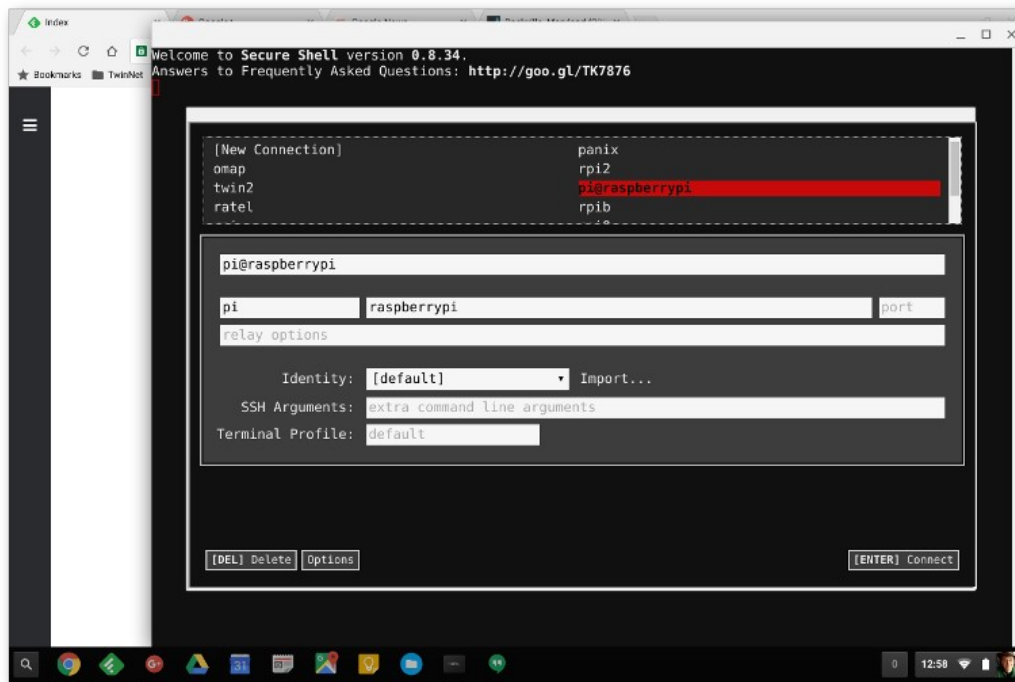 Index
Bookmarks TwinNet
Welcome to Secure Shell version 0.8.34.
Answers to Frequently Asked Questions: http://goo.gl/TK7876
[New Connection] panix
omap rpi2
twin2 pi@raspberrypi
ratel rpib
pi@raspberrypi
pi raspberrypi port
relay options
Identity: [default] Import...
SSH Arguments: extra command line arguments
Terminal Profile: default
[DEL] Delete Options [ENTER] Connect
31 0 12:58